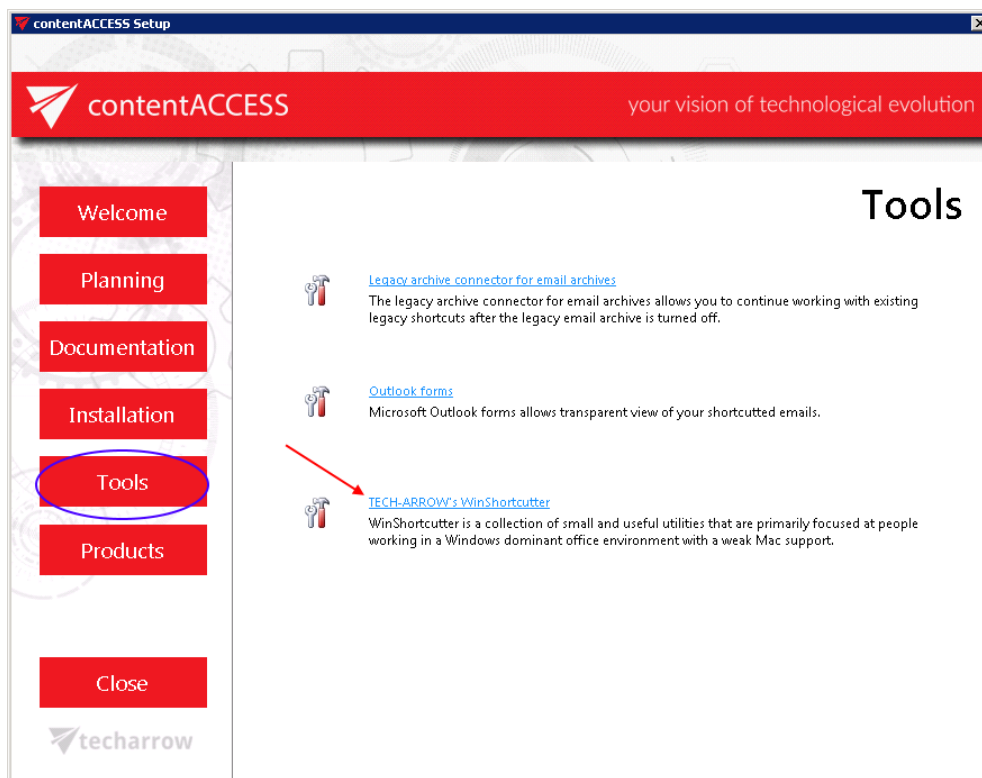 contentACCESS Setup
contentACCESS
your vision of technological evolution
Welcome
Planning
Documentation
Installation
Tools
Products
Close
techarrow
Tools
Legacy archive connector for email archives
The legacy archive connector for email archives allows you to continue working with existing
legacy shortcuts after the legacy email archive is turned off.
Outlook forms
Microsoft Outlook forms allows transparent view of your shortcutted emails.
TECH-ARROW's WinShortcutter
WinShortcutter is a collection of small and useful utilities that are primarily focused at people
working in a Windows dominant office environment with a weak Mac support.